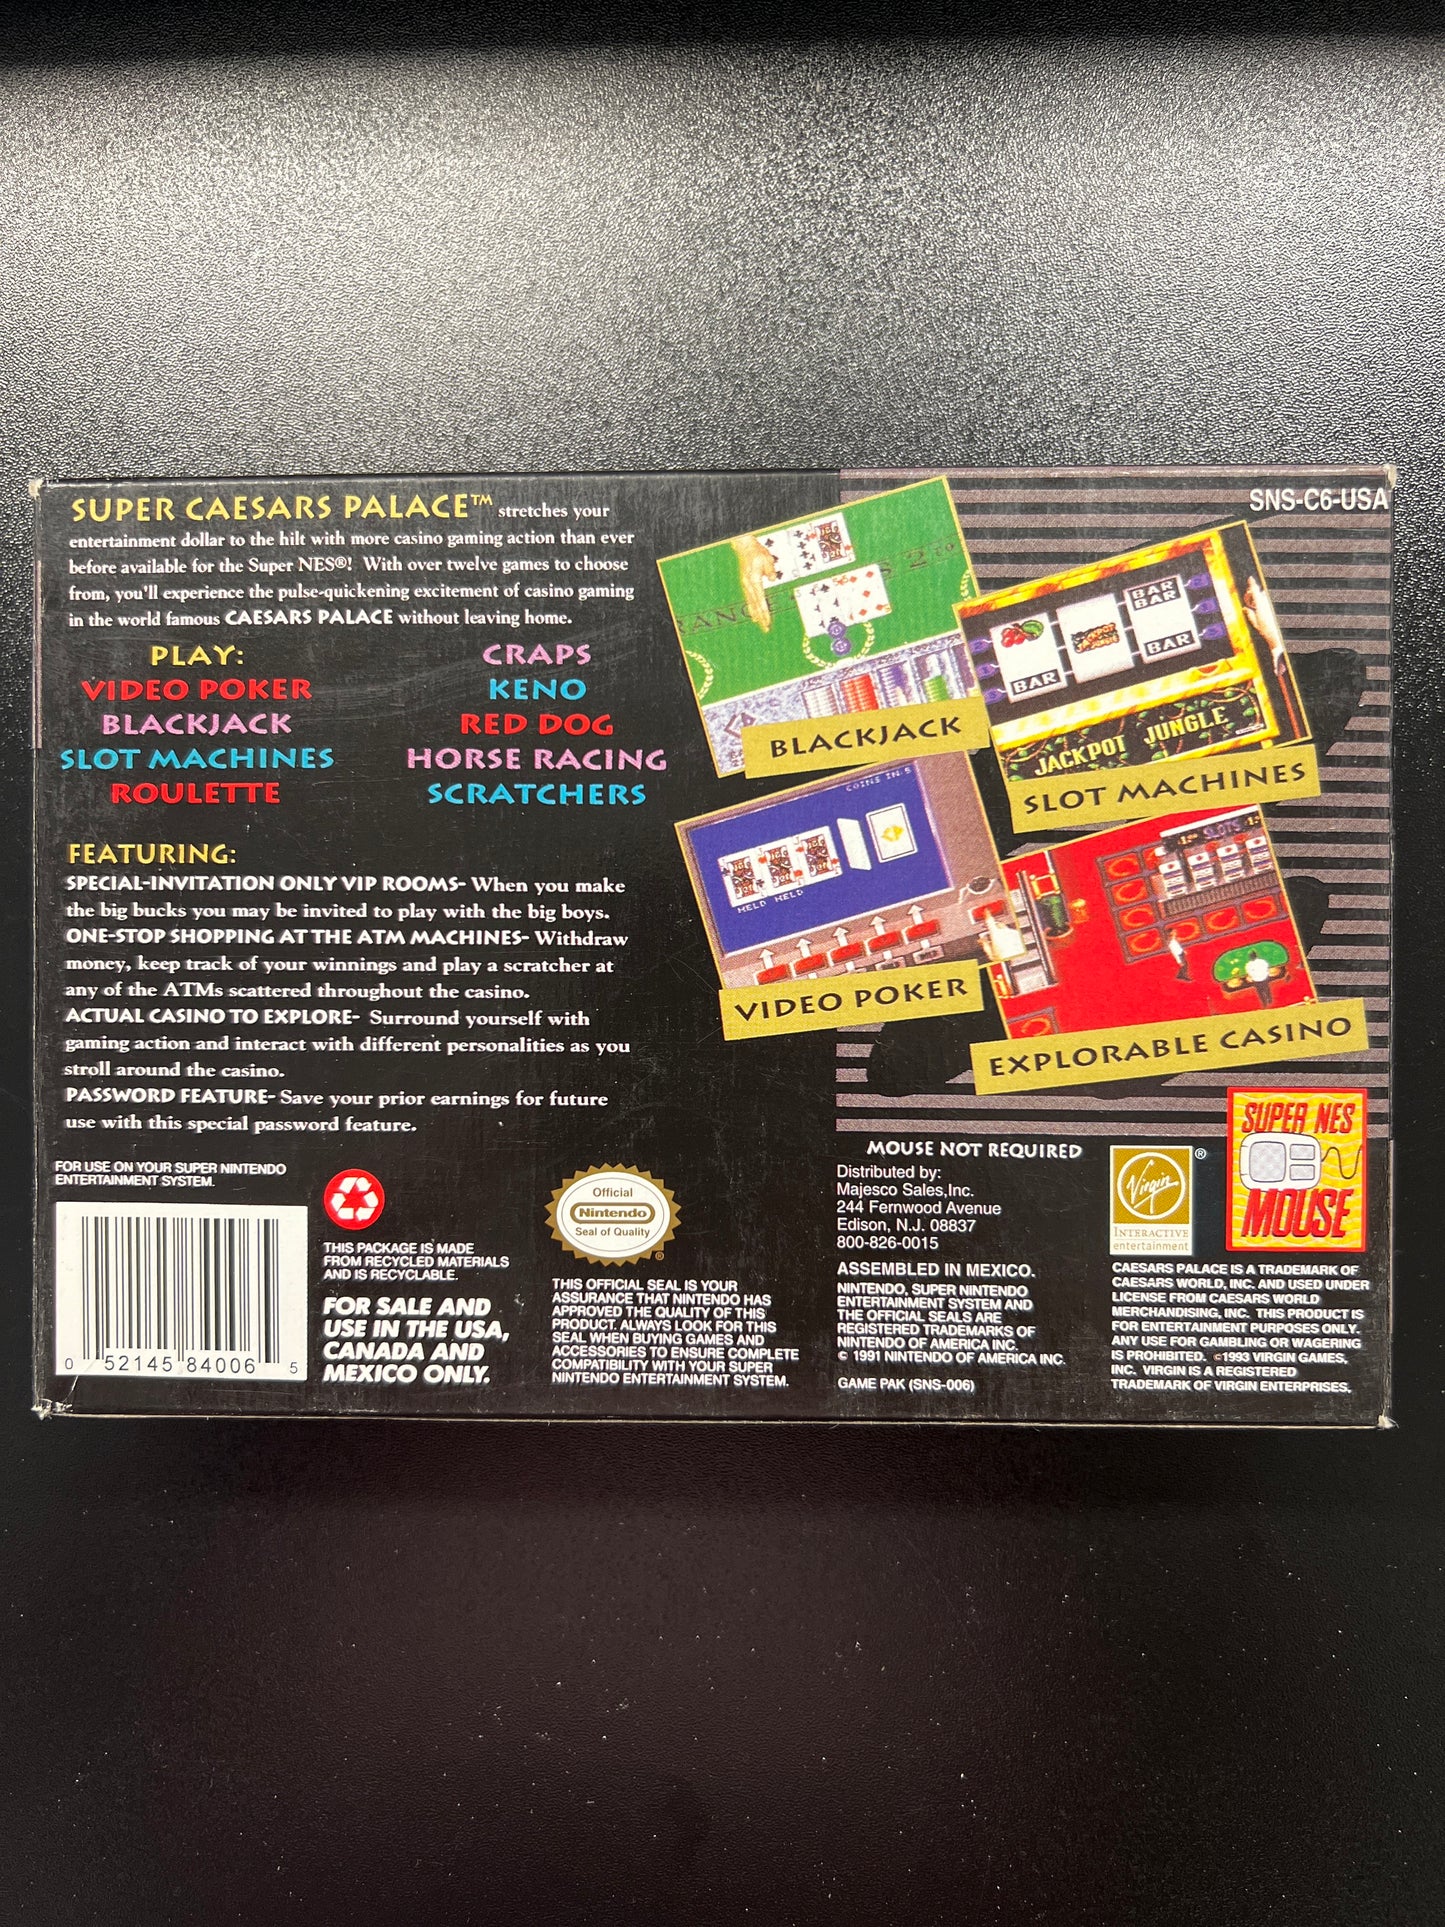 SUPER CAESARS PALACE™ stretches your
entertainment dollar to the hilt with more casino gaming action than ever
before available for the Super NES®! With over twelve games to choose
from, you'll experience the pulse-quickening excitement of casino gaming
in the world famous CAESARS PALACE without leaving home.
PLAY:
VIDEO POKER
BLACKJACK
SLOT MACHINES
ROULETTE
CRAPS
KENO
RED DOG
HORSE RACING
SCRATCHERS
FEATURING:
SPECIAL-INVITATION ONLY VIP ROOMS- When you make
the big bucks you may be invited to play with the big boys.
ONE-STOP SHOPPING AT THE ATM MACHINES- Withdraw
money, keep track of your winnings and play a scratcher at
any of the ATMs scattered throughout the casino.
ACTUAL CASINO TO EXPLORE- Surround yourself with
gaming action and interact with different personalities as you
stroll around the casino.
PASSWORD FEATURE- Save your prior earnings for future
use with this special password feature.
SNS-C6-USA
BLACKJACK
BAR
BAR
BAR
BAR
JACKPOT JUNGLE
SLOT MACHINES
COINS IN:5
HELD HELD
VIDEO POKER
SLOTS
EXPLORABLE CASINO
FOR USE ON YOUR SUPER NINTENDO
ENTERTAINMENT SYSTEM.
0 52145 84006 5
THIS PACKAGE IS MADE
FROM RECYCLED MATERIALS
AND IS RECYCLABLE.
FOR SALE AND
USE IN THE USA,
CANADA AND
MEXICO ONLY.
Official
Nintendo
Seal of Quality
®
THIS OFFICIAL SEAL IS YOUR
ASSURANCE THAT NINTENDO HAS
APPROVED THE QUALITY OF THIS
PRODUCT. ALWAYS LOOK FOR THIS
SEAL WHEN BUYING GAMES AND
ACCESSORIES TO ENSURE COMPLETE
COMPATIBILITY WITH YOUR SUPER
NINTENDO ENTERTAINMENT SYSTEM.
MOUSE NOT REQUIRED
Distributed by:
Majesco Sales,Inc.
244 Fernwood Avenue
Edison, N.J. 08837
800-826-0015
ASSEMBLED IN MEXICO.
NINTENDO, SUPER NINTENDO
ENTERTAINMENT SYSTEM AND
THE OFFICIAL SEALS ARE
REGISTERED TRADEMARKS OF
NINTENDO OF AMERICA INC.
© 1991 NINTENDO OF AMERICA INC.
GAME PAK (SNS-006)
Virgin
®
INTERACTIVE
entertainment
SUPER NES
MOUSE
CAESARS PALACE IS A TRADEMARK OF
CAESARS WORLD, INC. AND USED UNDER
LICENSE FROM CAESARS WORLD
MERCHANDISING, INC. THIS PRODUCT IS
FOR ENTERTAINMENT PURPOSES ONLY.
ANY USE FOR GAMBLING OR WAGERING
IS PROHIBITED. ©1993 VIRGIN GAMES,
INC. VIRGIN IS A REGISTERED
TRADEMARK OF VIRGIN ENTERPRISES.